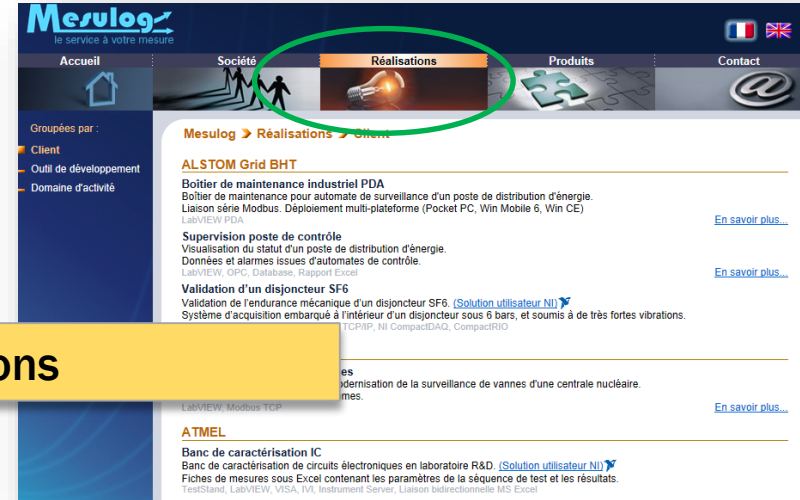 Mesulog
le service à votre mesure
Accueil
Société
Réalisations
Produits
Contact
Groupées par :
Client
Outil de développement
Domaine d'activité
Mesulog > Réalisations > Client
ALSTOM Grid BHT
Boîtier de maintenance industriel PDA
Boîtier de maintenance pour automate de surveillance d'un poste de distribution d'énergie.
Liaison série Modbus. Déploiement multi-plateforme (Pocket PC, Win Mobile 6, Win CE)
LabVIEW PDA
En savoir plus...
Supervision poste de contrôle
Visualisation du statut d'un poste de distribution d'énergie.
Données et alarmes issues d'automates de contrôle.
LabVIEW, OPC, Database, Rapport Excel
En savoir plus...
Validation d'un disjoncteur SF6
Validation de l'endurance mécanique d'un disjoncteur SF6. (Solution utilisateur NI)
Système d'acquisition embarqué à l'intérieur d'un disjoncteur sous 6 bars, et soumis à de très fortes vibrations.
TCP/IP, NI CompactDAQ, CompactRIO
ons
es
odernisation de la surveillance de vannes d'une centrale nucléaire.
mes.
LabVIEW, Modbus TCP
En savoir plus...
ATMEL
Banc de caractérisation IC
Banc de caractérisation de circuits électroniques en laboratoire R&D. (Solution utilisateur NI)
Fiches de mesures sous Excel contenant les paramètres de la séquence de test et les résultats.
TestStand, LabVIEW, VISA, IVI, Instrument Server, Liaison bidirectionnelle MS Excel